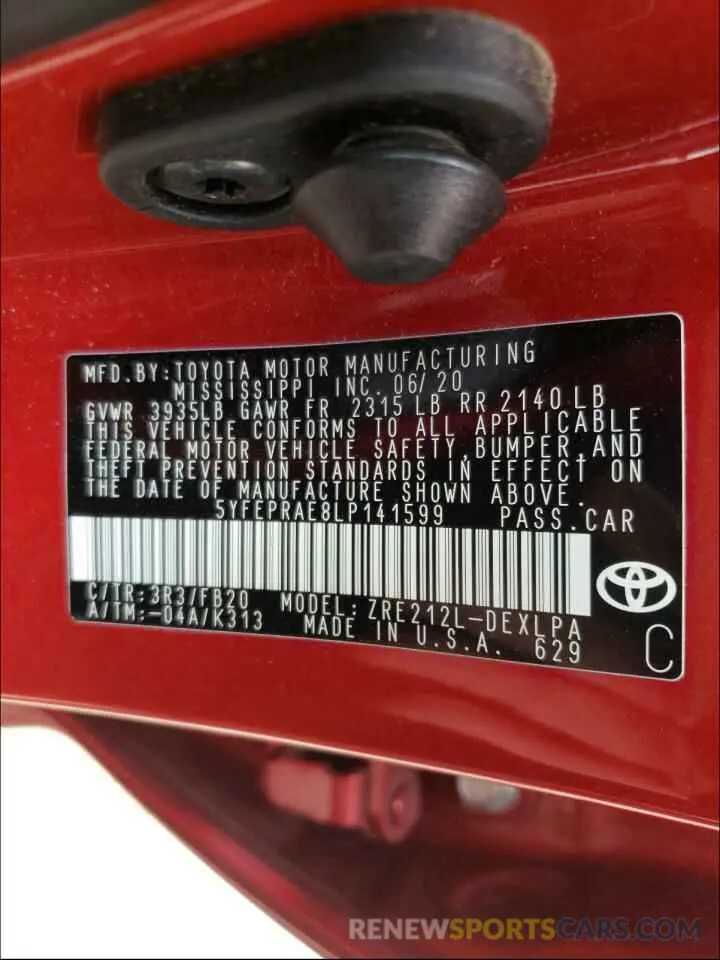 MFD.BY:TOYOTA MOTOR MANUFACTURING
MISSISSIPPI INC. 06/20
GVWR 3935LB GAWR FR 2315 LB RR 2140 LB
THIS VEHICLE CONFORMS TO ALL APPLICABLE
FEDERAL MOTOR VEHICLE SAFETY,BUMPER,AND
THEFT PREVENTION STANDARDS IN EFFECT ON
THE DATE OF MANUFACTURE SHOWN ABOVE.
5YFEPRAE8LP141599 PASS.CAR
C/TR:3R3/FB20 MODEL:ZRE212L-DEXLPA
A/TM:-04A/K313 MADE IN U.S.A. 629
C
RENEWSPORTSCARS.COM